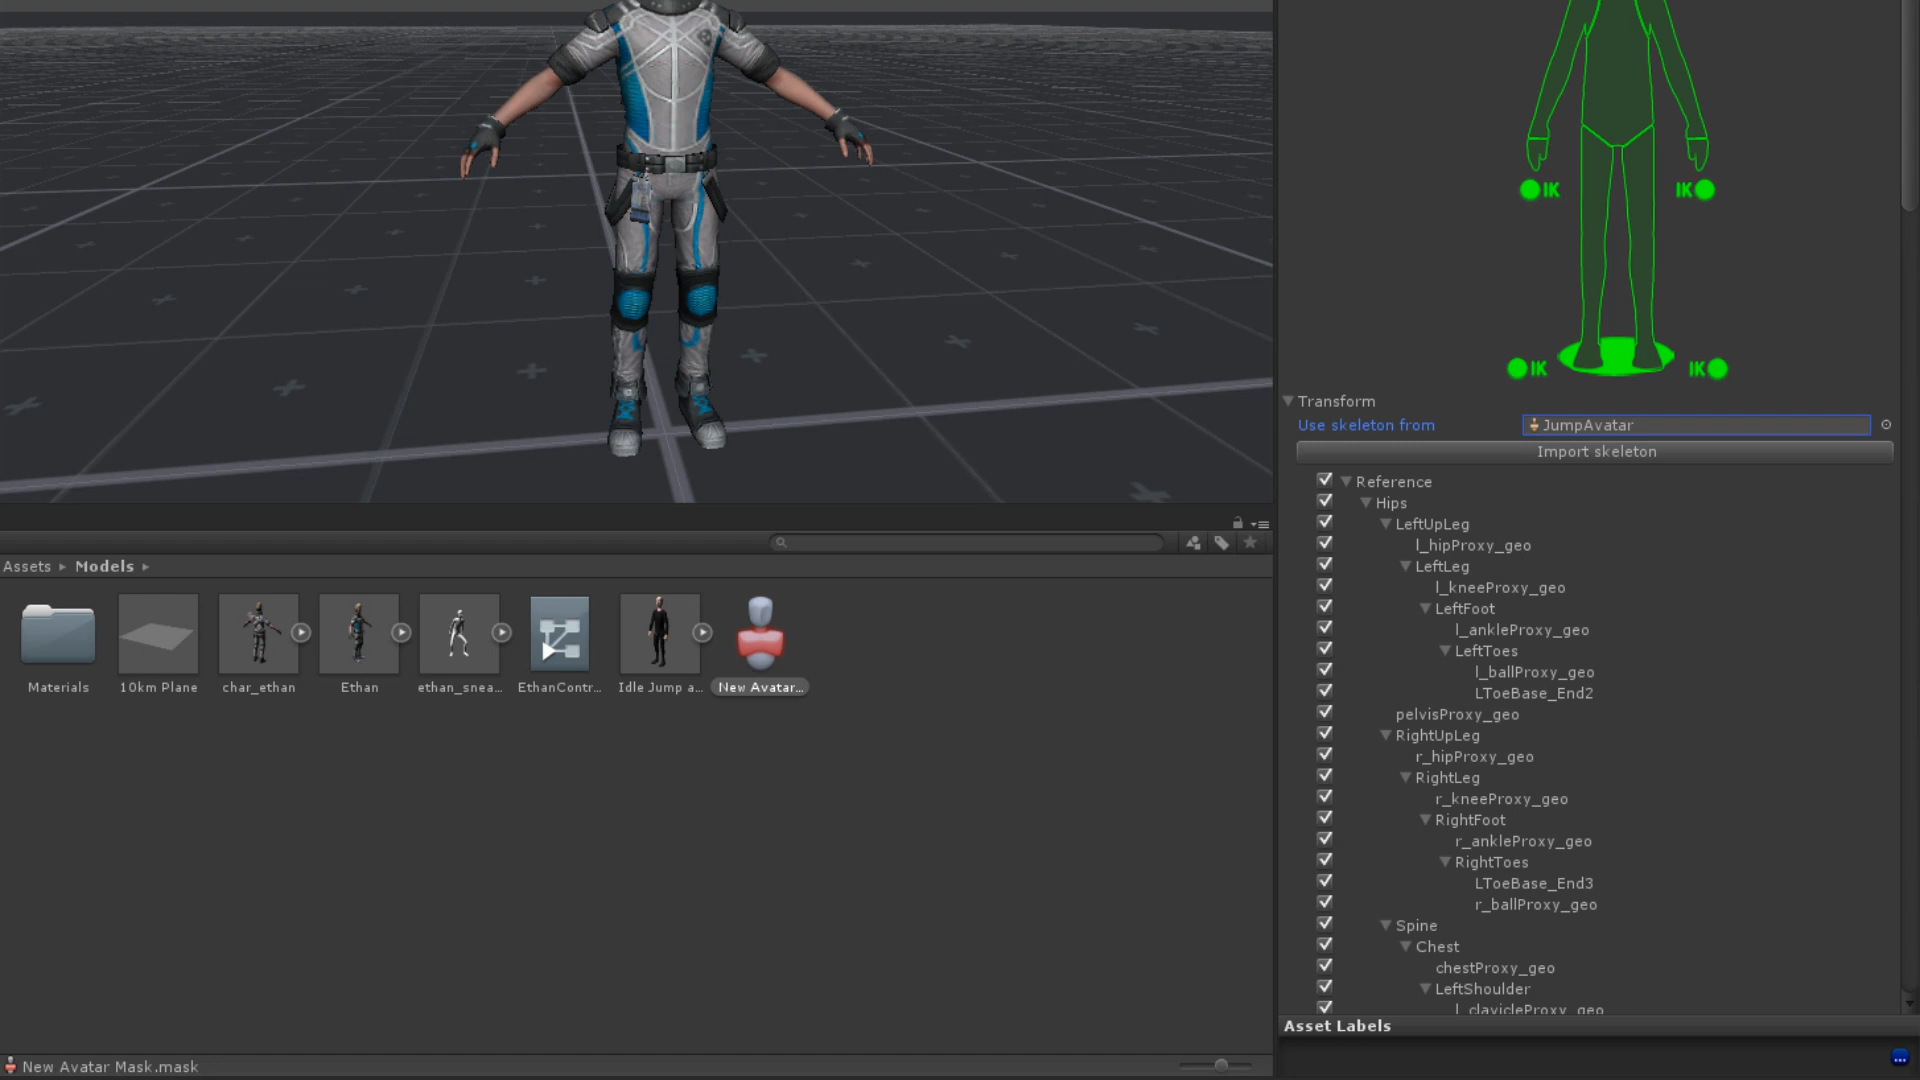 IK
IK
IK
IK
Transform
Use skeleton from
JumpAvatar
Import skeleton
Reference
Hips
LeftUpLeg
l_hipProxy_geo
LeftLeg
l_kneeProxy_geo
LeftFoot
l_ankleProxy_geo
LeftToes
l_ballProxy_geo
LToeBase_End2
pelvisProxy_geo
RightUpLeg
r_hipProxy_geo
RightLeg
r_kneeProxy_geo
RightFoot
r_ankleProxy_geo
RightToes
LToeBase_End3
r_ballProxy_geo
Spine
Chest
chestProxy_geo
LeftShoulder
l_clavicleProxy_geo
Asset Labels
Assets Models
Materials
10km Plane
char_ethan
Ethan
ethan_snea...
EthanContr...
Idle Jump a...
New Avatar...
New Avatar Mask.mask